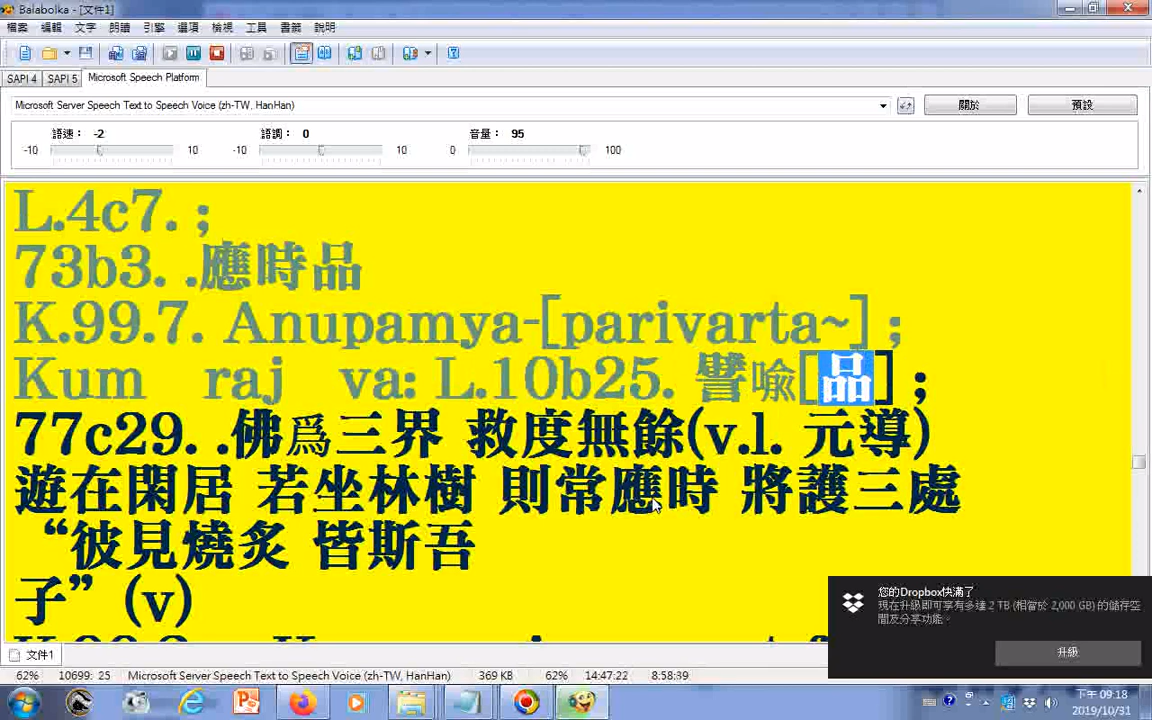 Balabolka - [文件1]
檔案 編輯 文字 朗讀 引擎 選項 檢視 工具 書籤 說明
SAPI 4 SAPI 5 Microsoft Speech Platform
Microsoft Server Speech Text to Speech Voice (zh-TW, HanHan) 關於 預設
語速： -2 語調： 0 音量： 95
-10 10 -10 10 0 100
L.4c7. ;
73b3. .應時品
K.99.7. Anupamya-[parivarta~] ;
Kum raj va: L.10b25. 譬喻[品] ;
77c29. .佛爲三界 救度無餘(v.l. 元導)
遊在閑居 若坐林樹 則常應時 將護三處
“彼見燒炙 皆斯吾
子” (v)
您的Dropbox快滿了
現在升級即可享有多達 2 TB (相當於 2,000 GB) 的儲存空
間及分享功能。
升級
文件1
62% 10699: 25 Microsoft Server Speech Text to Speech Voice (zh-TW, HanHan) 369 KB 62% 14:47:22 8:58:39
下午 09:18
2019/10/31